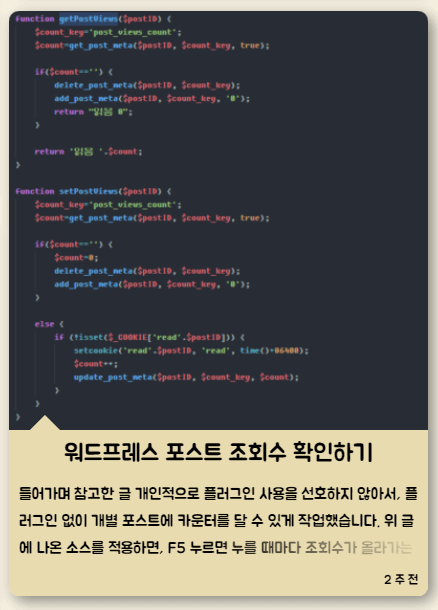 function getPostViews($postID) {
$count_key='post_views_count';
$count=get_post_meta($postID, $count_key, true);
if($count=='') {
delete_post_meta($postID, $count_key);
add_post_meta($postID, $count_key, '0');
return "읽음 0";
}
return '읽음 '.$count;
}
function setPostViews($postID) {
$count_key='post_views_count';
$count=get_post_meta($postID, $count_key, true);
if($count=='') {
$count=0;
delete_post_meta($postID, $count_key);
add_post_meta($postID, $count_key, '0');
}
else {
if (!isset($_COOKIE['read'.$postID])) {
setcookie('read'.$postID, 'read', time()+86400);
$count++;
update_post_meta($postID, $count_key, $count);
}
}
}
워드프레스 포스트 조회수 확인하기
들어가며 참고한 글 개인적으로 플러그인 사용을 선호하지 않아서, 플
러그인 없이 개별 포스트에 카운터를 달 수 있게 작업했습니다. 위 글
에 나온 소스를 적용하면, F5 누르면 누를 때마다 조회수가 올라가는
2 주 전